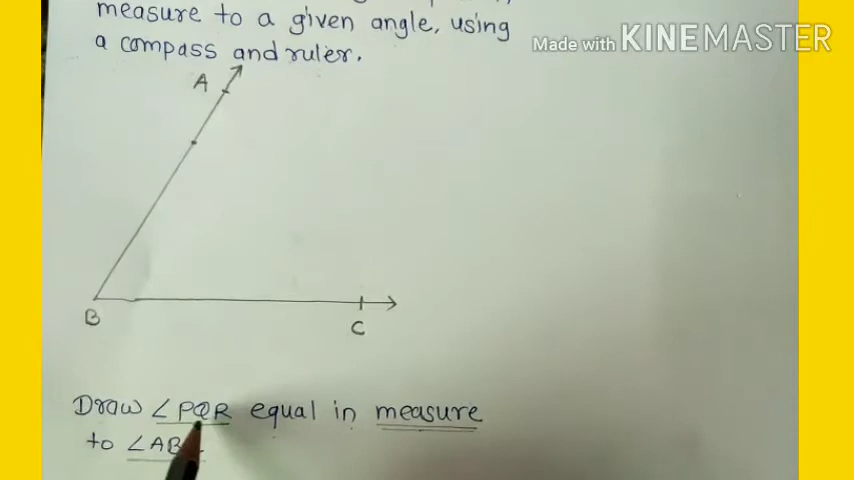 measure to a given angle, using
a compass and ruler.
Made with KINEMASTER
A
B
C
Draw ∠PQR equal in measure
to